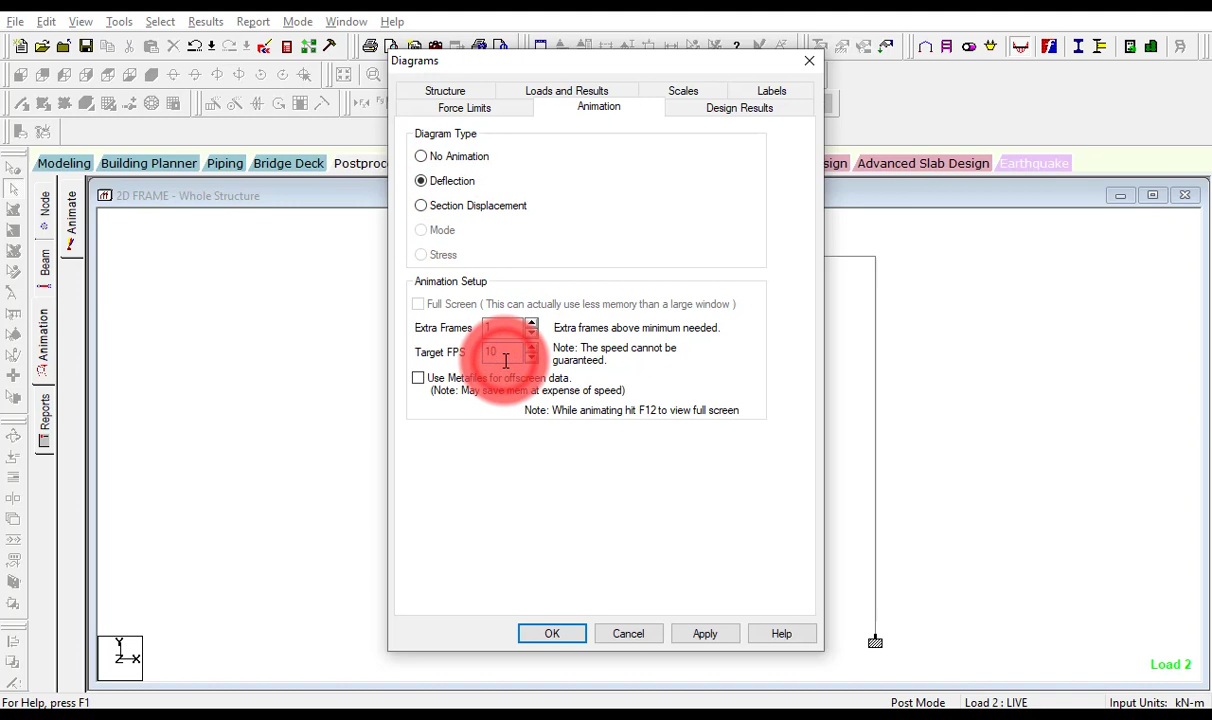 File Edit View Tools Select Results Report Mode Window Help
Diagrams
Structure Loads and Results Scales Labels
Force Limits Animation Design Results
Modeling Building Planner Piping Bridge Deck Postproce sign Advanced Slab Design Earthquake
2D FRAME - Whole Structure
Node
Beam
Animation
Reports
Animate
Diagram Type
No Animation
Deflection
Section Displacement
Mode
Stress
Animation Setup
Full Screen ( This can actually use less memory than a large window )
Extra Frames 1 Extra frames above minimum needed.
Target FPS 10 Note: The speed cannot be
guaranteed.
Use Metafiles for offscreen data.
(Note: May save mem at expense of speed)
Note: While animating hit F12 to view full screen
OK Cancel Apply Help
Y
Z X
Load 2
For Help, press F1 Post Mode Load 2 : LIVE Input Units: kN-m